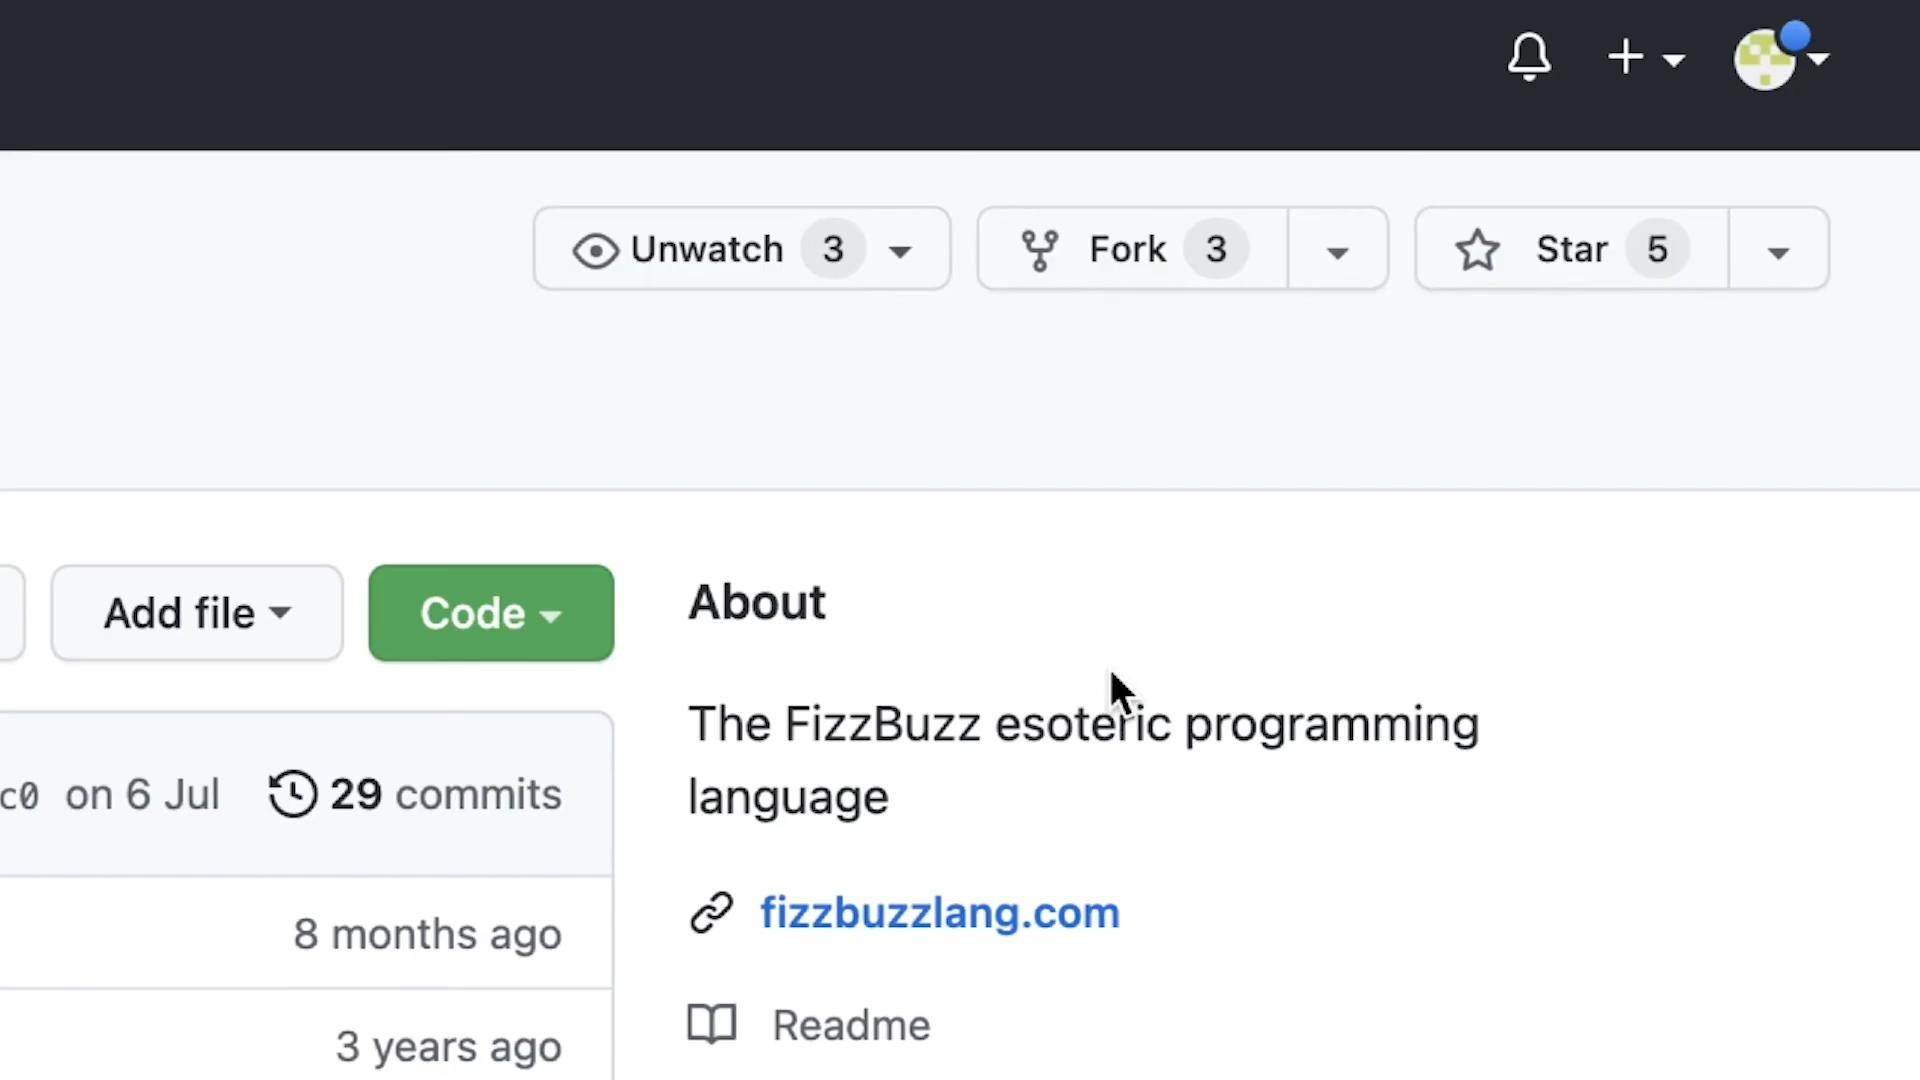 Unwatch 3
Fork 3
Star 5
Add file
Code
About
The FizzBuzz esoteric programming
language
c0 on 6 Jul 29 commits
fizzbuzzlang.com
8 months ago
Readme
3 years ago